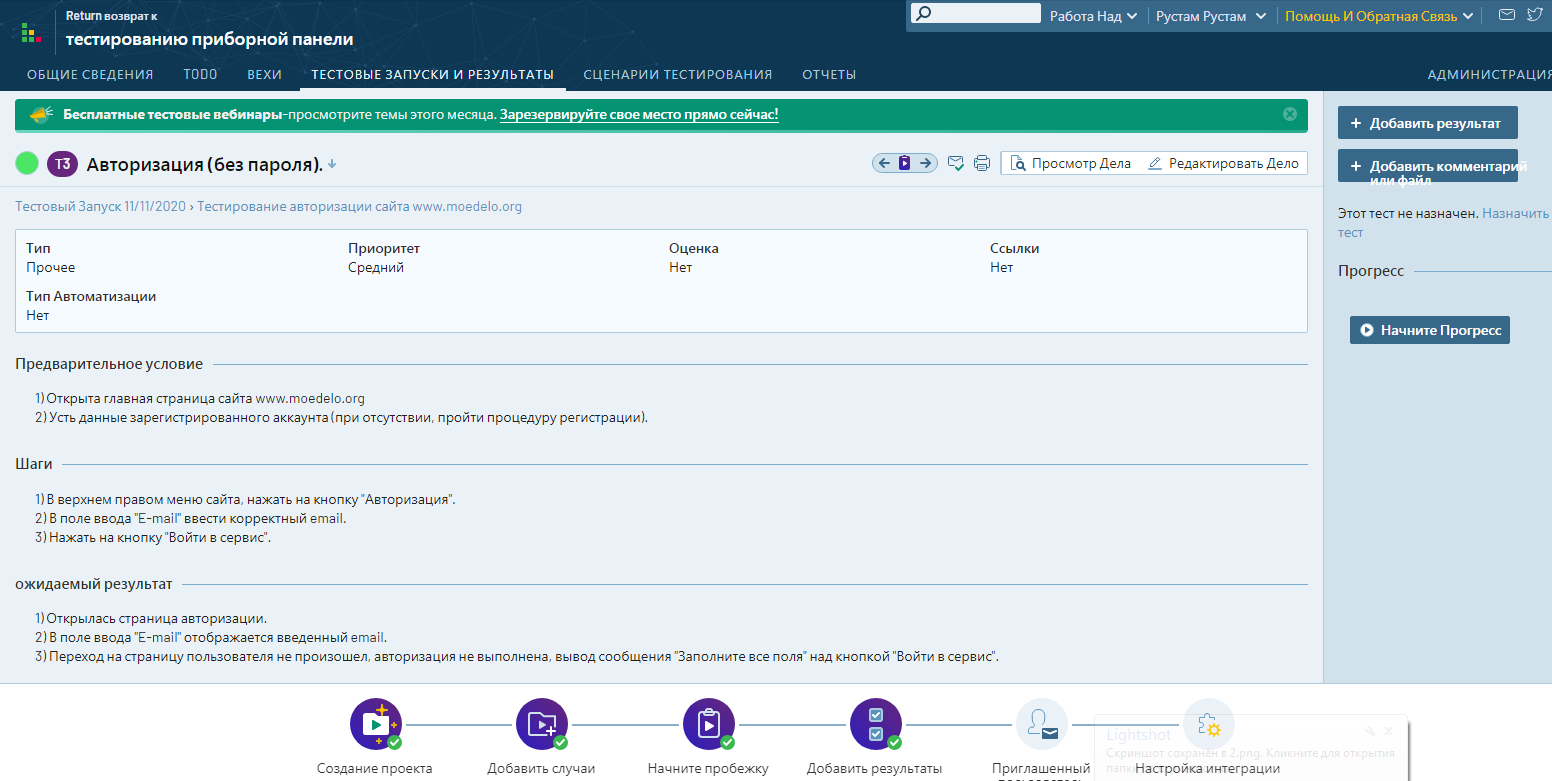 Return возврат к
тестированию приборной панели
Работа Над
Рустам Рустам
Помощь И Обратная Связь
ОБЩИЕ СВЕДЕНИЯ
TODO
ВЕХИ
ТЕСТОВЫЕ ЗАПУСКИ И РЕЗУЛЬТАТЫ
СЦЕНАРИИ ТЕСТИРОВАНИЯ
ОТЧЕТЫ
АДМИНИСТРАЦИЯ
Бесплатные тестовые вебинары-просмотрите темы этого месяца. Зарезервируйте свое место прямо сейчас!
T3 Авторизация (без пароля).
Просмотр Дела
Редактировать Дело
Тестовый Запуск 11/11/2020 › Тестирование авторизации сайта www.moedelo.org
Тип
Прочее
Приоритет
Средний
Оценка
Нет
Ссылки
Нет
Тип Автоматизации
Нет
Предварительное условие
1) Открыта главная страница сайта www.moedelo.org
2) Усть данные зарегистрированного аккаунта (при отсутствии, пройти процедуру регистрации).
Шаги
1) В верхнем правом меню сайта, нажать на кнопку "Авторизация".
2) В поле ввода "E-mail" ввести корректный email.
3) Нажать на кнопку "Войти в сервис".
ожидаемый результат
1) Открылась страница авторизации.
2) В поле ввода "E-mail" отображается введенный email.
3) Переход на страницу пользователя не произошел, авторизация не выполнена, вывод сообщения "Заполните все поля" над кнопкой "Войти в сервис".
+ Добавить результат
+ Добавить комментарий
или файл
Этот тест не назначен. Назначить
тест
Прогресс
Начните Прогресс
Создание проекта
Добавить случаи
Начните пробежку
Добавить результаты
Приглашенный
Настройка интеграции
Lightshot
Скриншот сохранен в 2.png. Кликните для открытия